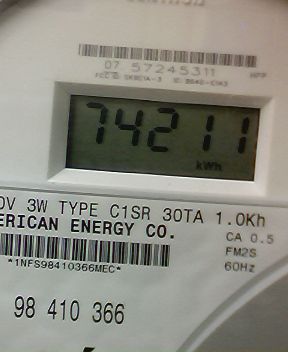 07 57245311
74211
kWh
0V 3W TYPE C1SR 30TA 1.0Kh
ERICAN ENERGY CO.
CA 0.5
FM2S
*1NFS98410366MEC*
60Hz
98 410 366